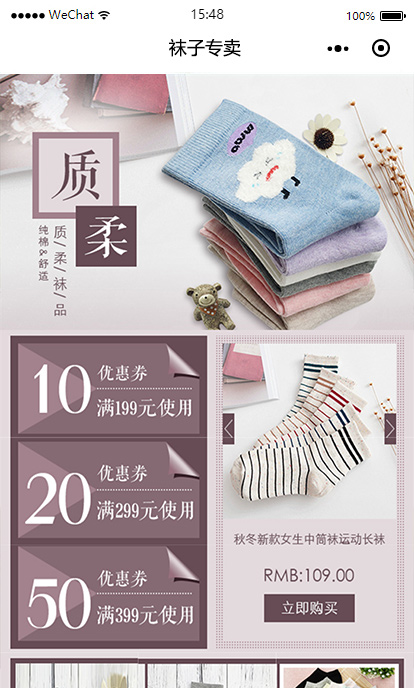 WeChat
15:48
100%
袜子专卖
质
柔
质/柔/袜/品
纯棉&舒适
10
优惠券
满199元使用
20
优惠券
满299元使用
50
优惠券
满399元使用
秋冬新款女生中筒袜运动长袜
RMB:109.00
立即购买